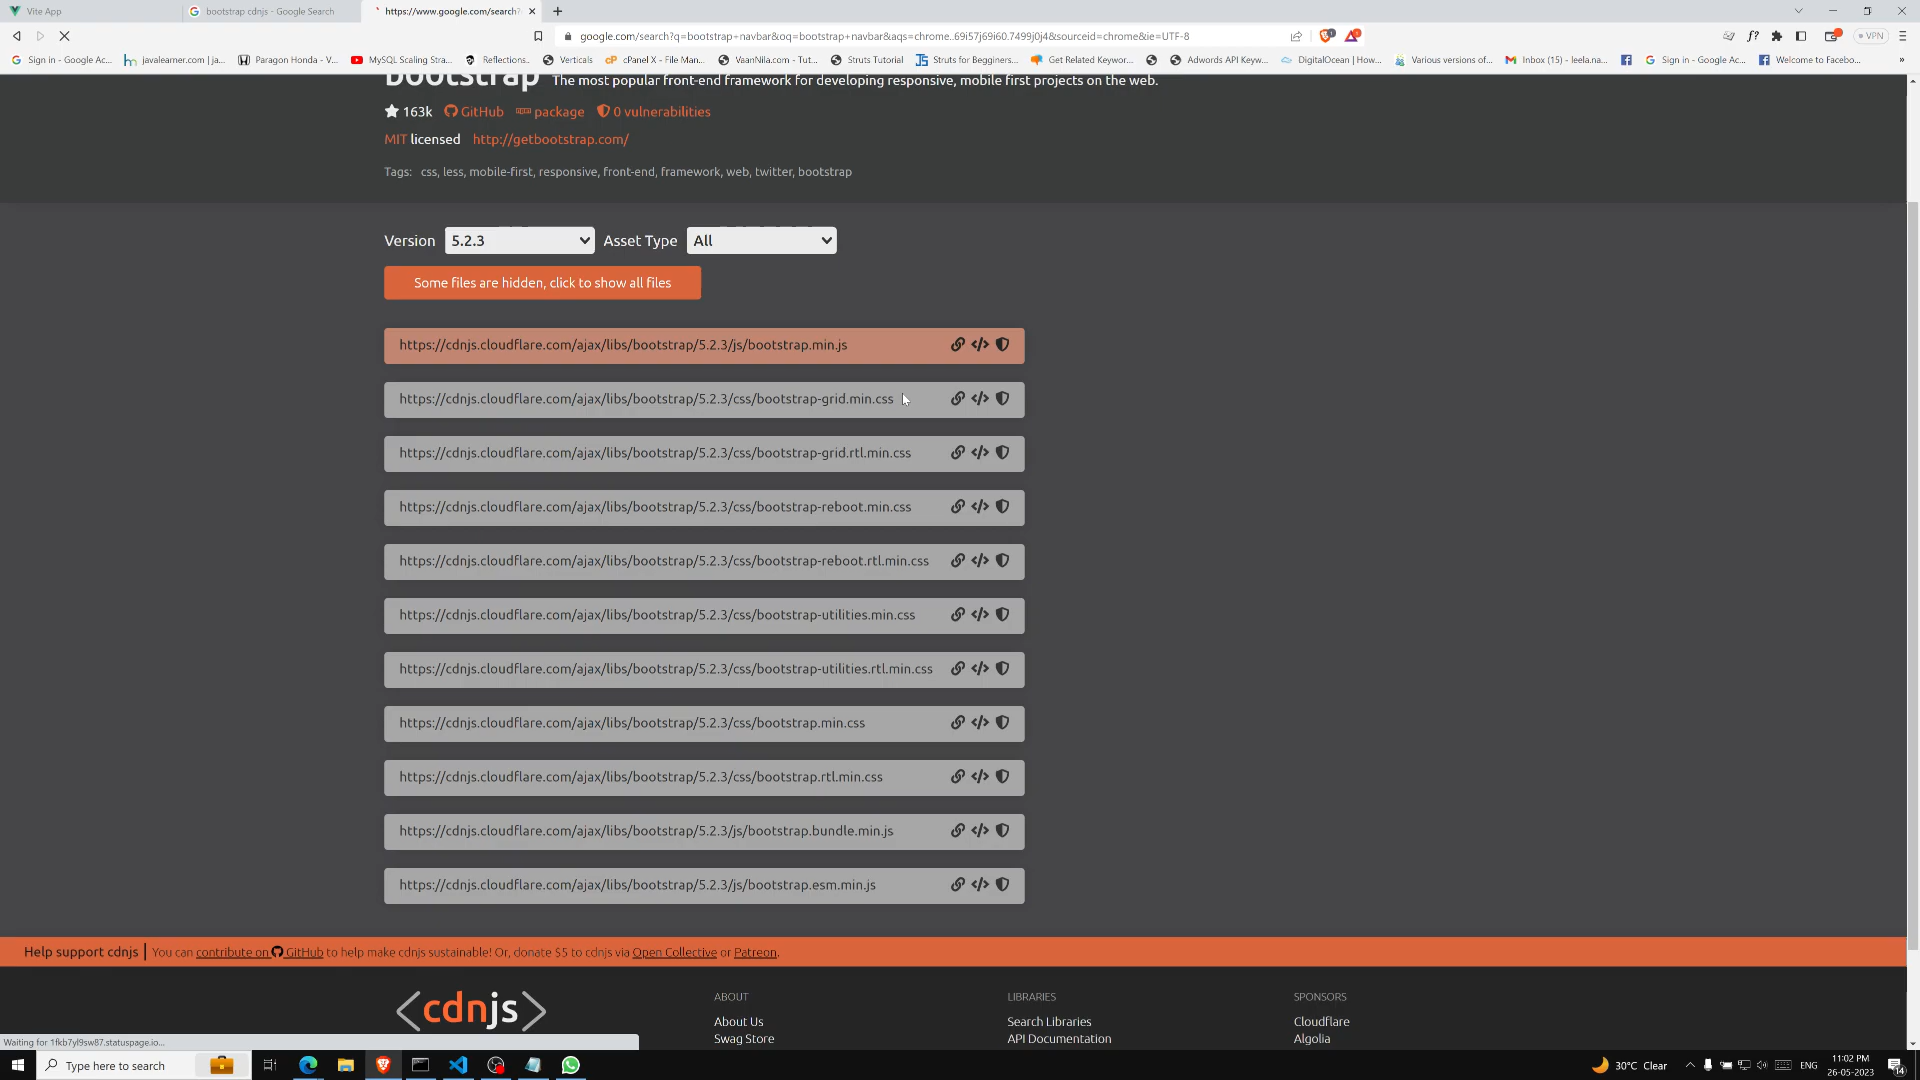 Vite App
bootstrap cdnjs - Google Search
https://www.google.com/search?
google.com/search?q=bootstrap+navbar&oq=bootstrap+navbar&aqs=chrome..69i57j69i60.7499j0j4&sourceid=chrome&ie=UTF-8
VPN
Sign in - Google Ac...
javalearner.com | ja...
Paragon Honda - V...
MySQL Scaling Stra...
Reflections..
Verticals
cPanel X - File Man...
VaanNila.com - Tut...
Struts Tutorial
Struts for Begginers...
Get Related Keywor...
Adwords API Keyw...
DigitalOcean | How...
Various versions of...
Inbox (15) - leela.na...
Sign in - Google Ac...
Welcome to Facebo...
bootstrap The most popular front-end framework for developing responsive, mobile first projects on the web.
163k GitHub package 0 vulnerabilities
MIT licensed http://getbootstrap.com/
Tags: css, less, mobile-first, responsive, front-end, framework, web, twitter, bootstrap
Version 5.2.3 Asset Type All
Some files are hidden, click to show all files
https://cdnjs.cloudflare.com/ajax/libs/bootstrap/5.2.3/js/bootstrap.min.js
https://cdnjs.cloudflare.com/ajax/libs/bootstrap/5.2.3/css/bootstrap-grid.min.css
https://cdnjs.cloudflare.com/ajax/libs/bootstrap/5.2.3/css/bootstrap-grid.rtl.min.css
https://cdnjs.cloudflare.com/ajax/libs/bootstrap/5.2.3/css/bootstrap-reboot.min.css
https://cdnjs.cloudflare.com/ajax/libs/bootstrap/5.2.3/css/bootstrap-reboot.rtl.min.css
https://cdnjs.cloudflare.com/ajax/libs/bootstrap/5.2.3/css/bootstrap-utilities.min.css
https://cdnjs.cloudflare.com/ajax/libs/bootstrap/5.2.3/css/bootstrap-utilities.rtl.min.css
https://cdnjs.cloudflare.com/ajax/libs/bootstrap/5.2.3/css/bootstrap.min.css
https://cdnjs.cloudflare.com/ajax/libs/bootstrap/5.2.3/css/bootstrap.rtl.min.css
https://cdnjs.cloudflare.com/ajax/libs/bootstrap/5.2.3/js/bootstrap.bundle.min.js
https://cdnjs.cloudflare.com/ajax/libs/bootstrap/5.2.3/js/bootstrap.esm.min.js
Help support cdnjs | You can contribute on GitHub to help make cdnjs sustainable! Or, donate $5 to cdnjs via Open Collective or Patreon.
<cdnjs>
ABOUT
About Us
Swag Store
LIBRARIES
Search Libraries
API Documentation
SPONSORS
Cloudflare
Algolia
Waiting for 1fkb7yl9sw87.statuspage.io...
Type here to search
30°C Clear
ENG
11:02 PM
26-05-2023
14